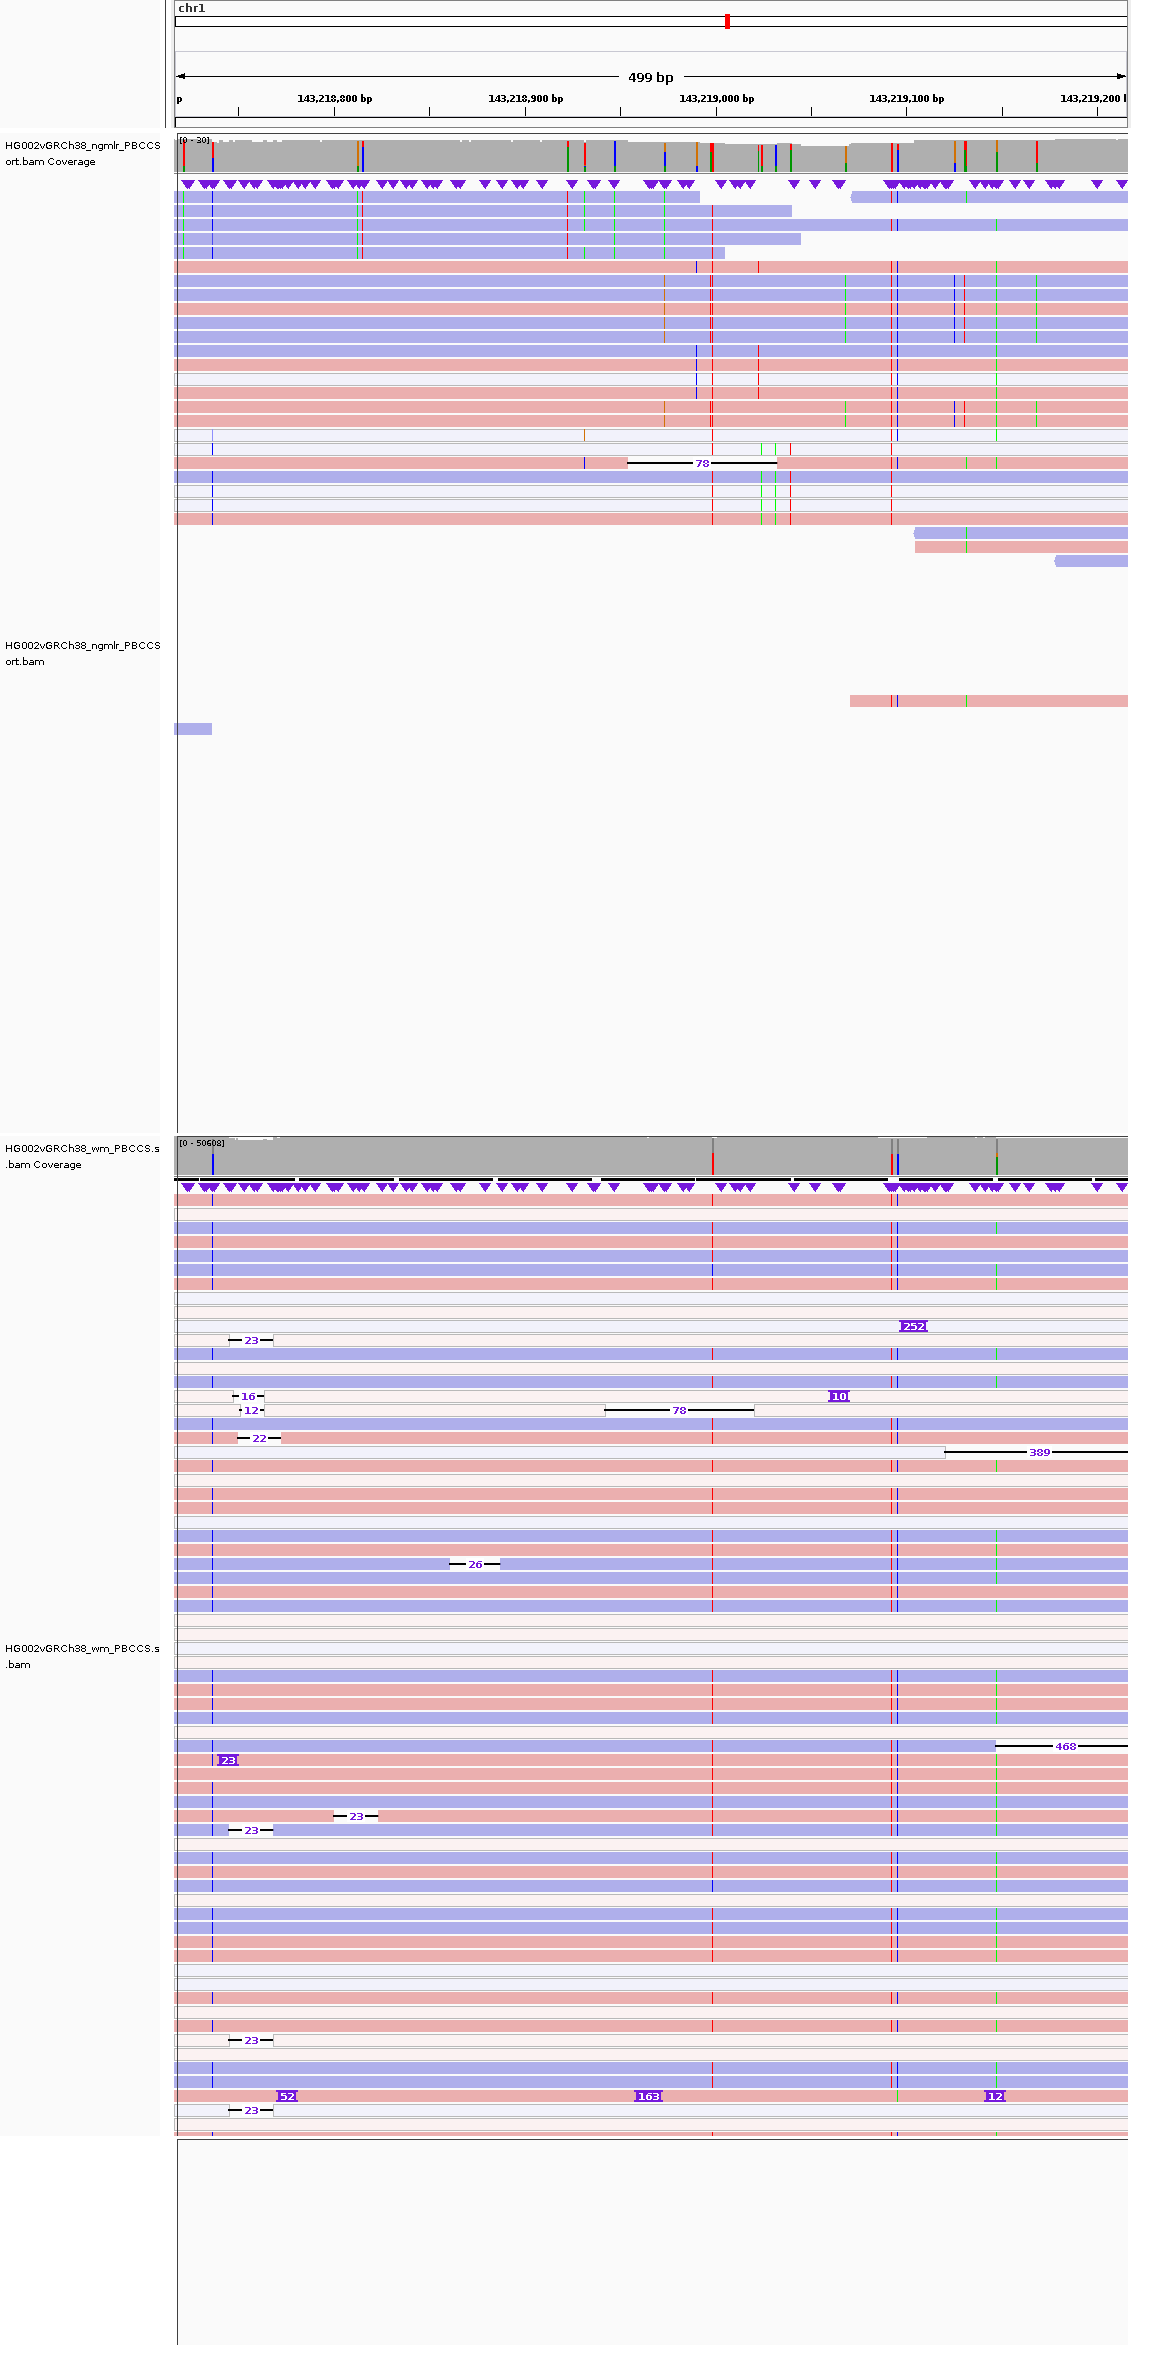 chr1
499 bp
p
143,218,800 bp
143,218,900 bp
143,219,000 bp
143,219,100 bp
143,219,200 l
HG002vGRCh38_ngmlr_PBCCS
ort.bam Coverage
[0 - 30]
78
HG002vGRCh38_ngmlr_PBCCS
ort.bam
HG002vGRCh38_wm_PBCCS.s
.bam Coverage
[0 - 50608]
252
23
16
10
12
78
22
389
26
HG002vGRCh38_wm_PBCCS.s
.bam
468
23
23
23
23
52
163
12
23